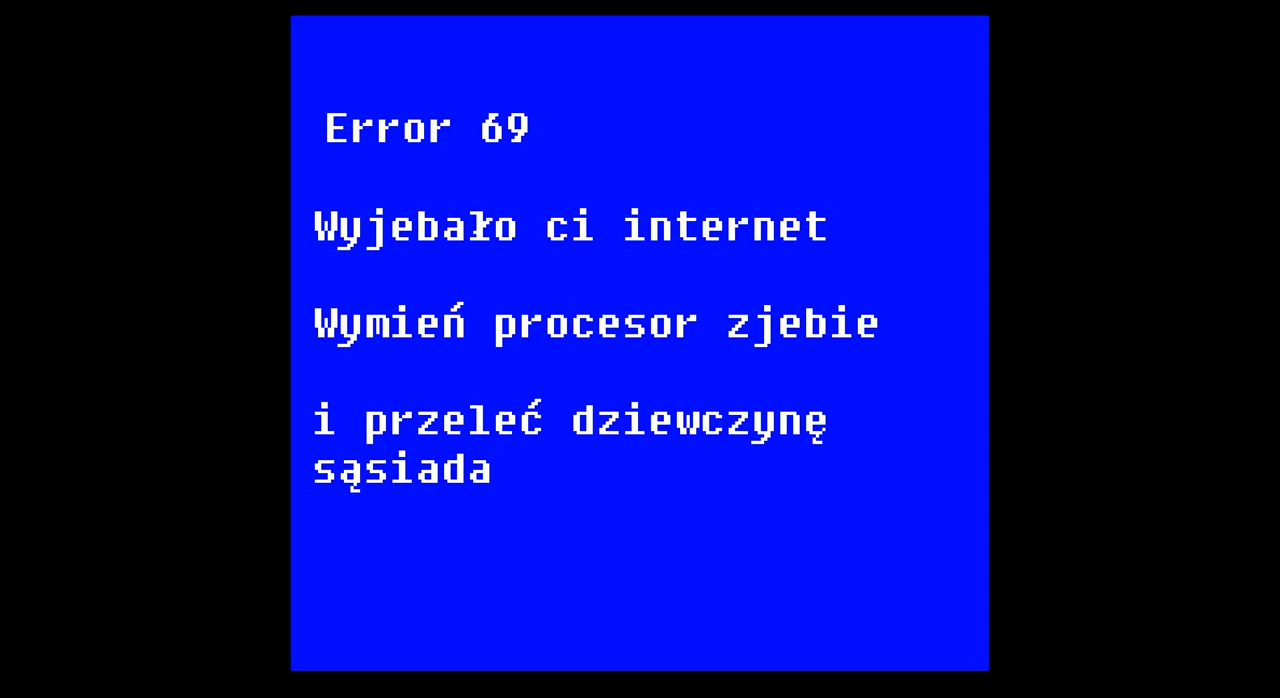 Error 69
Wyjebało ci internet
Wymień procesor zjebie
i przeleć dziewczynę
sąsiada